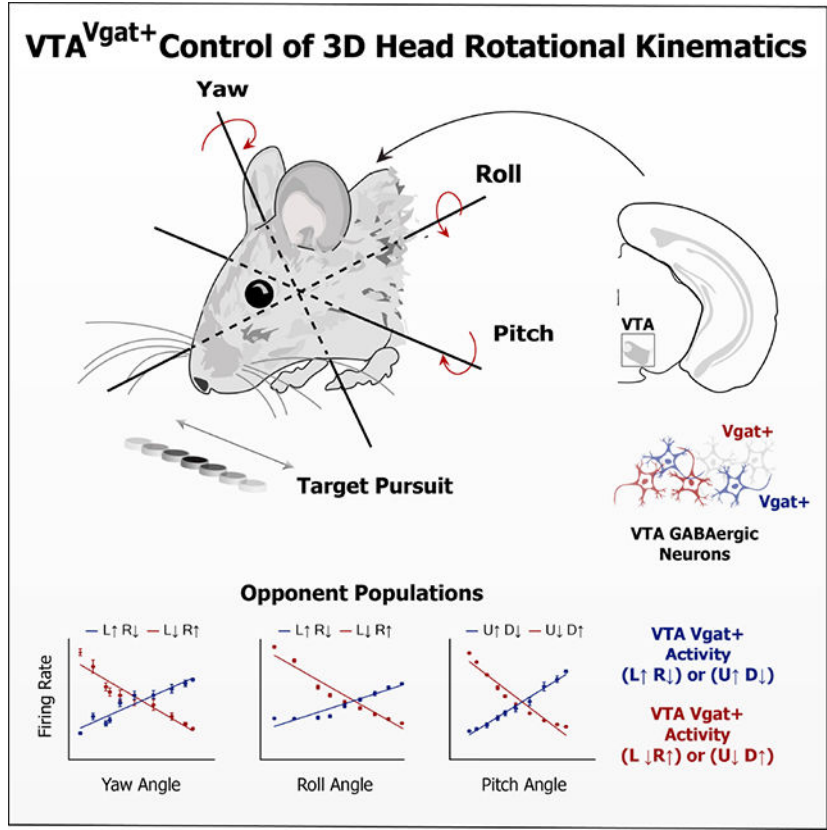 VTA^Vgat+ Control of 3D Head Rotational Kinematics
Yaw
Roll
Pitch
VTA
Target Pursuit
Vgat+
Vgat+
VTA GABAergic
Neurons
Opponent Populations
L↑ R↓ L↓ R↑
L↑ R↓ L↓ R↑
U↑ D↓ U↓ D↑
Firing Rate
Yaw Angle
Roll Angle
Pitch Angle
VTA Vgat+
Activity
(L↑ R↓) or (U↑ D↓)
VTA Vgat+
Activity
(L ↓R↑) or (U↓ D↑)